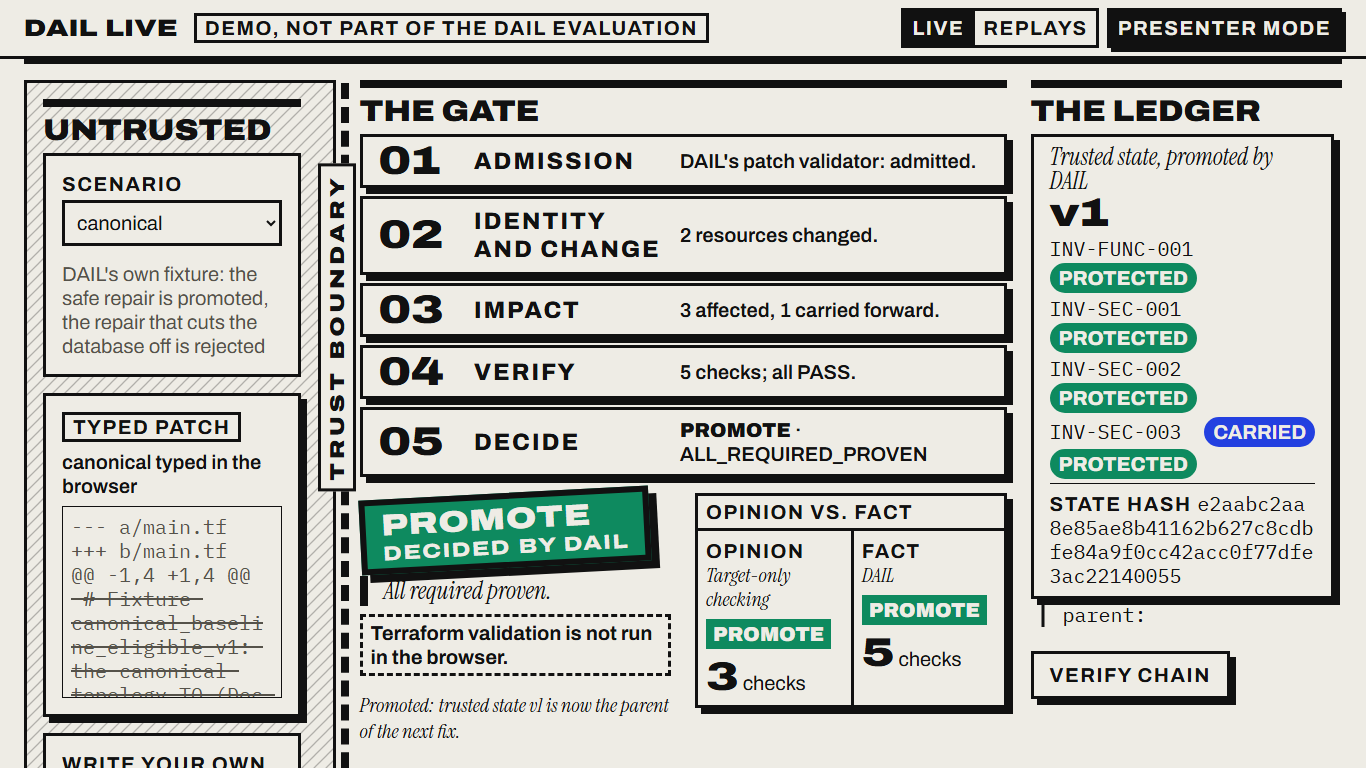 DAIL LIVE
DEMO, NOT PART OF THE DAIL EVALUATION
LIVE
REPLAYS
PRESENTER MODE
UNTRUSTED
SCENARIO
canonical
DAIL's own fixture: the
safe repair is promoted,
the repair that cuts the
database off is rejected
TYPED PATCH
canonical typed in the
browser
--- a/main.tf
+++ b/main.tf
@@ -1,4 +1,4 @@
- # Fixture
canonical_baseli
ne_eligible_v1:
the canonical
topology TO (Doc
WRITE YOUR OWN
TRUST BOUNDARY
THE GATE
01 ADMISSION DAIL's patch validator: admitted.
02 IDENTITY
AND CHANGE 2 resources changed.
03 IMPACT 3 affected, 1 carried forward.
04 VERIFY 5 checks; all PASS.
05 DECIDE PROMOTE ·
ALL_REQUIRED_PROVEN
PROMOTE
DECIDED BY DAIL
All required proven.
Terraform validation is not run
in the browser.
Promoted: trusted state v1 is now the parent
of the next fix.
OPINION VS. FACT
OPINION
Target-only
checking
PROMOTE
3 checks
FACT
DAIL
PROMOTE
5 checks
THE LEDGER
Trusted state, promoted by
DAIL
v1
INV-FUNC-001
PROTECTED
INV-SEC-001
PROTECTED
INV-SEC-002
PROTECTED
INV-SEC-003 CARRIED
PROTECTED
STATE HASH e2aabc2aa
8e85ae8b41162b627c8cdb
fe84a9f0cc42acc0f77dfe
3ac22140055
parent:
VERIFY CHAIN